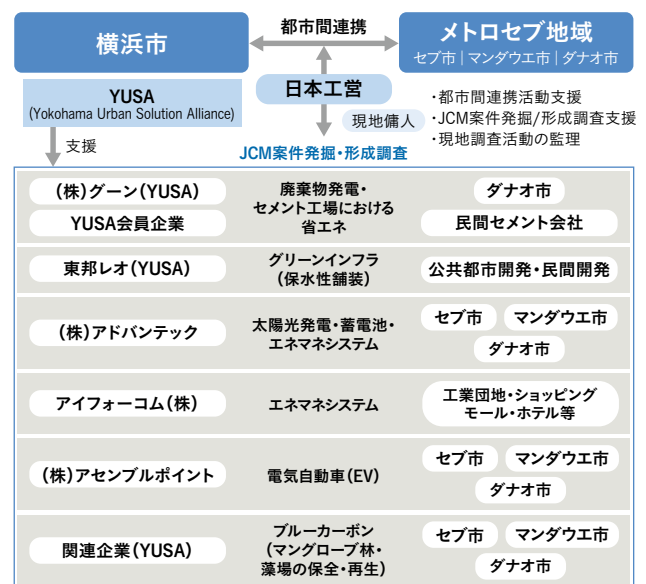 横浜市
都市間連携
メトロセブ地域
セブ市|マンダウエ市|ダナオ市
YUSA
(Yokohama Urban Solution Alliance)
日本工営
現地傭人
・都市間連携活動支援
・JCM案件発掘/形成調査支援
・現地調査活動の監理
支援
JCM案件発掘・形成調査
(株)グーン(YUSA)
YUSA会員企業
廃棄物発電・
セメント工場における
省エネ
ダナオ市
民間セメント会社
東邦レオ(YUSA)
グリーンインフラ
(保水性舗装)
公共都市開発・民間開発
(株)アドバンテック
太陽光発電・蓄電池・
エネマネシステム
セブ市 マンダウエ市
ダナオ市
アイフォーコム(株)
エネマネシステム
工業団地・ショッピング
モール・ホテル等
(株)アセンブルポイント
電気自動車(EV)
セブ市 マンダウエ市
ダナオ市
関連企業(YUSA)
ブルーカーボン
(マングローブ林・
藻場の保全・再生)
セブ市 マンダウエ市
ダナオ市